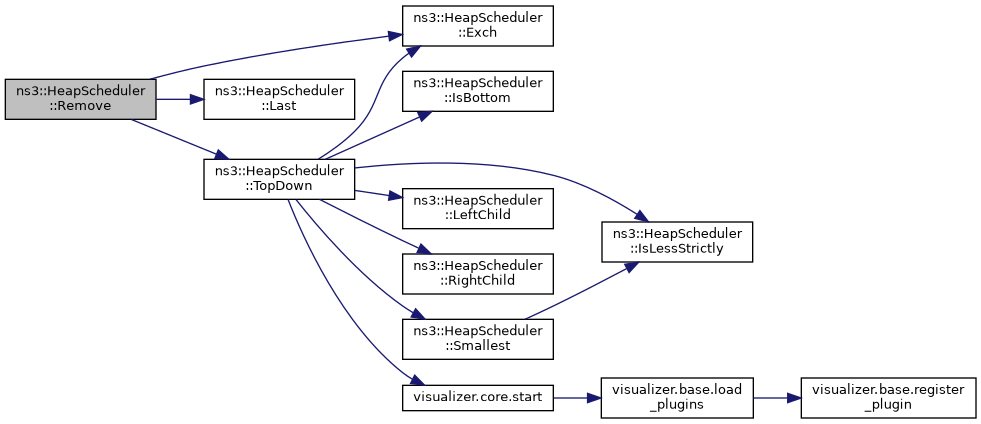 ns3::HeapScheduler
::Remove
ns3::HeapScheduler
::Exch
ns3::HeapScheduler
::Last
ns3::HeapScheduler
::TopDown
ns3::HeapScheduler
::IsBottom
ns3::HeapScheduler
::IsLessStrictly
ns3::HeapScheduler
::LeftChild
ns3::HeapScheduler
::RightChild
ns3::HeapScheduler
::Smallest
visualizer.core.start
visualizer.base.load
_plugins
visualizer.base.register
_plugin